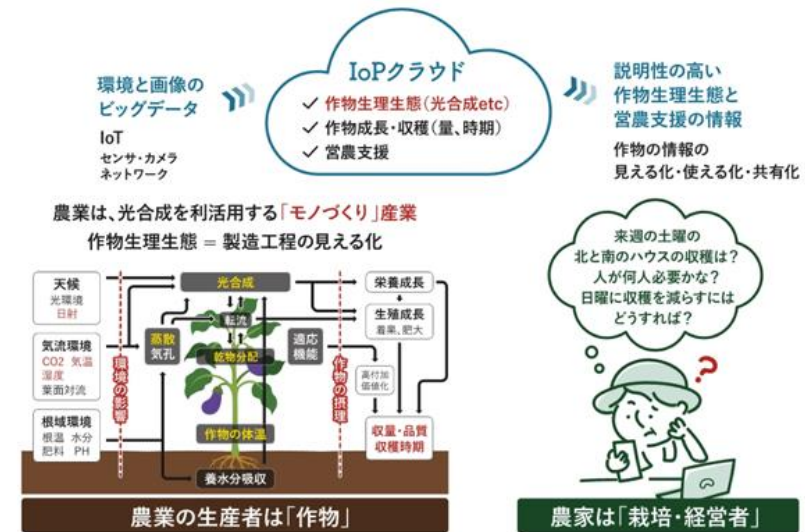 環境と画像の
ビッグデータ
IoT
センサ・カメラ
ネットワーク
IoPクラウド
✓ 作物生理生態(光合成etc)
✓ 作物成長・収穫(量、時期)
✓ 営農支援
説明性の高い
作物生理生態と
営農支援の情報
作物の情報の
見える化・使える化・共有化
農業は、光合成を利活用する「モノづくり」産業
作物生理生態 = 製造工程の見える化
天候
光環境
日射
気流環境
CO2 気温
湿度
葉面対流
根域環境
根温 水分
肥料 PH
環境の影響
光合成
転流
蒸散
気孔
乾物分配
適応
機能
作物の体温
養水分吸収
作物の摂理
栄養成長
生殖成長
着果、肥大
高付加
価値化
収量・品質
収穫時期
農業の生産者は「作物」
来週の土曜の
北と南のハウスの収穫は?
人が何人必要かな?
日曜に収穫を減らすには
どうすれば?
?
農家は「栽培・経営者」